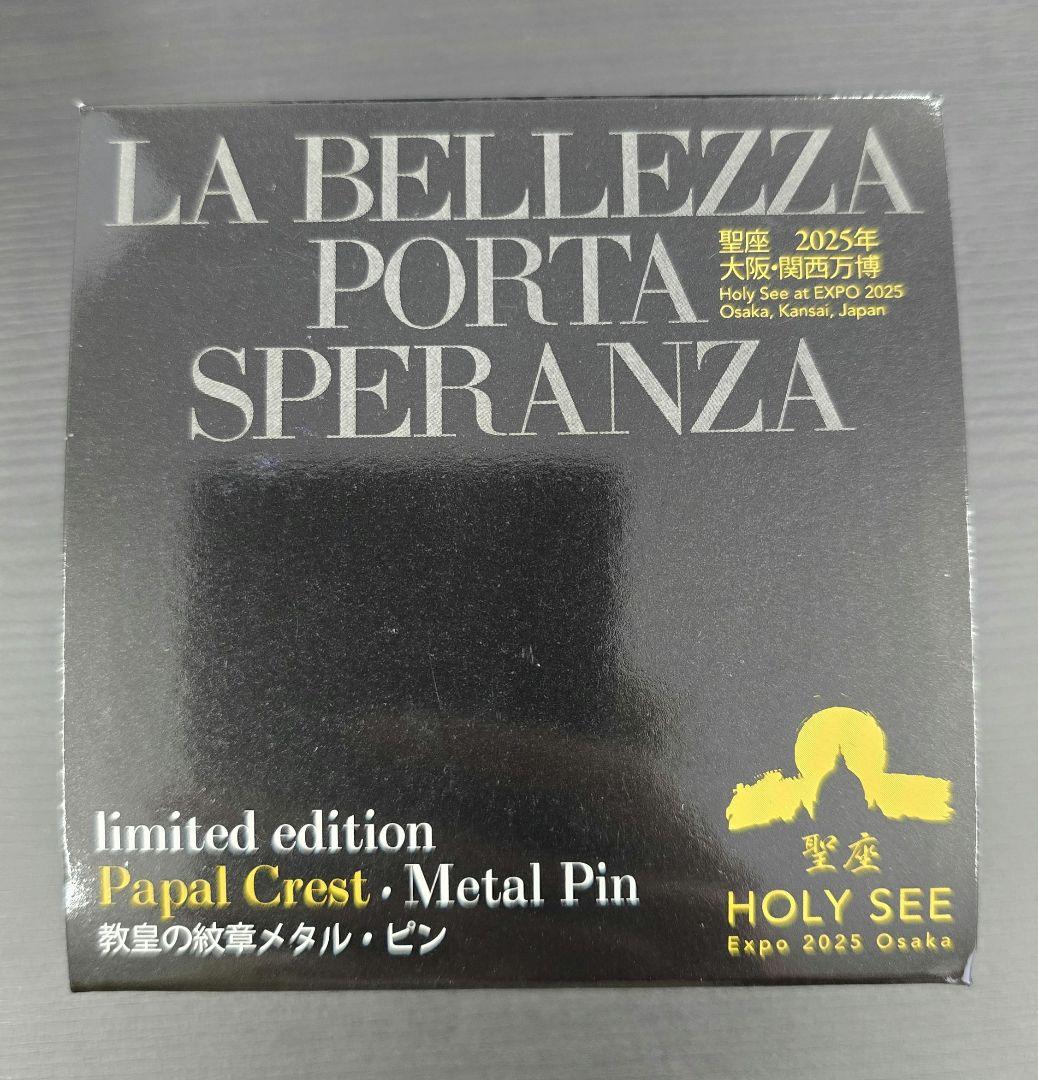 LA BELLEZZA
PORTA
SPERANZA
聖座 2025年
大阪・関西万博
Holy See at EXPO 2025
Osaka, Kansai, Japan
limited edition
Papal Crest · Metal Pin
教皇の紋章メタル・ピン
聖座
HOLY SEE
Expo 2025 Osaka